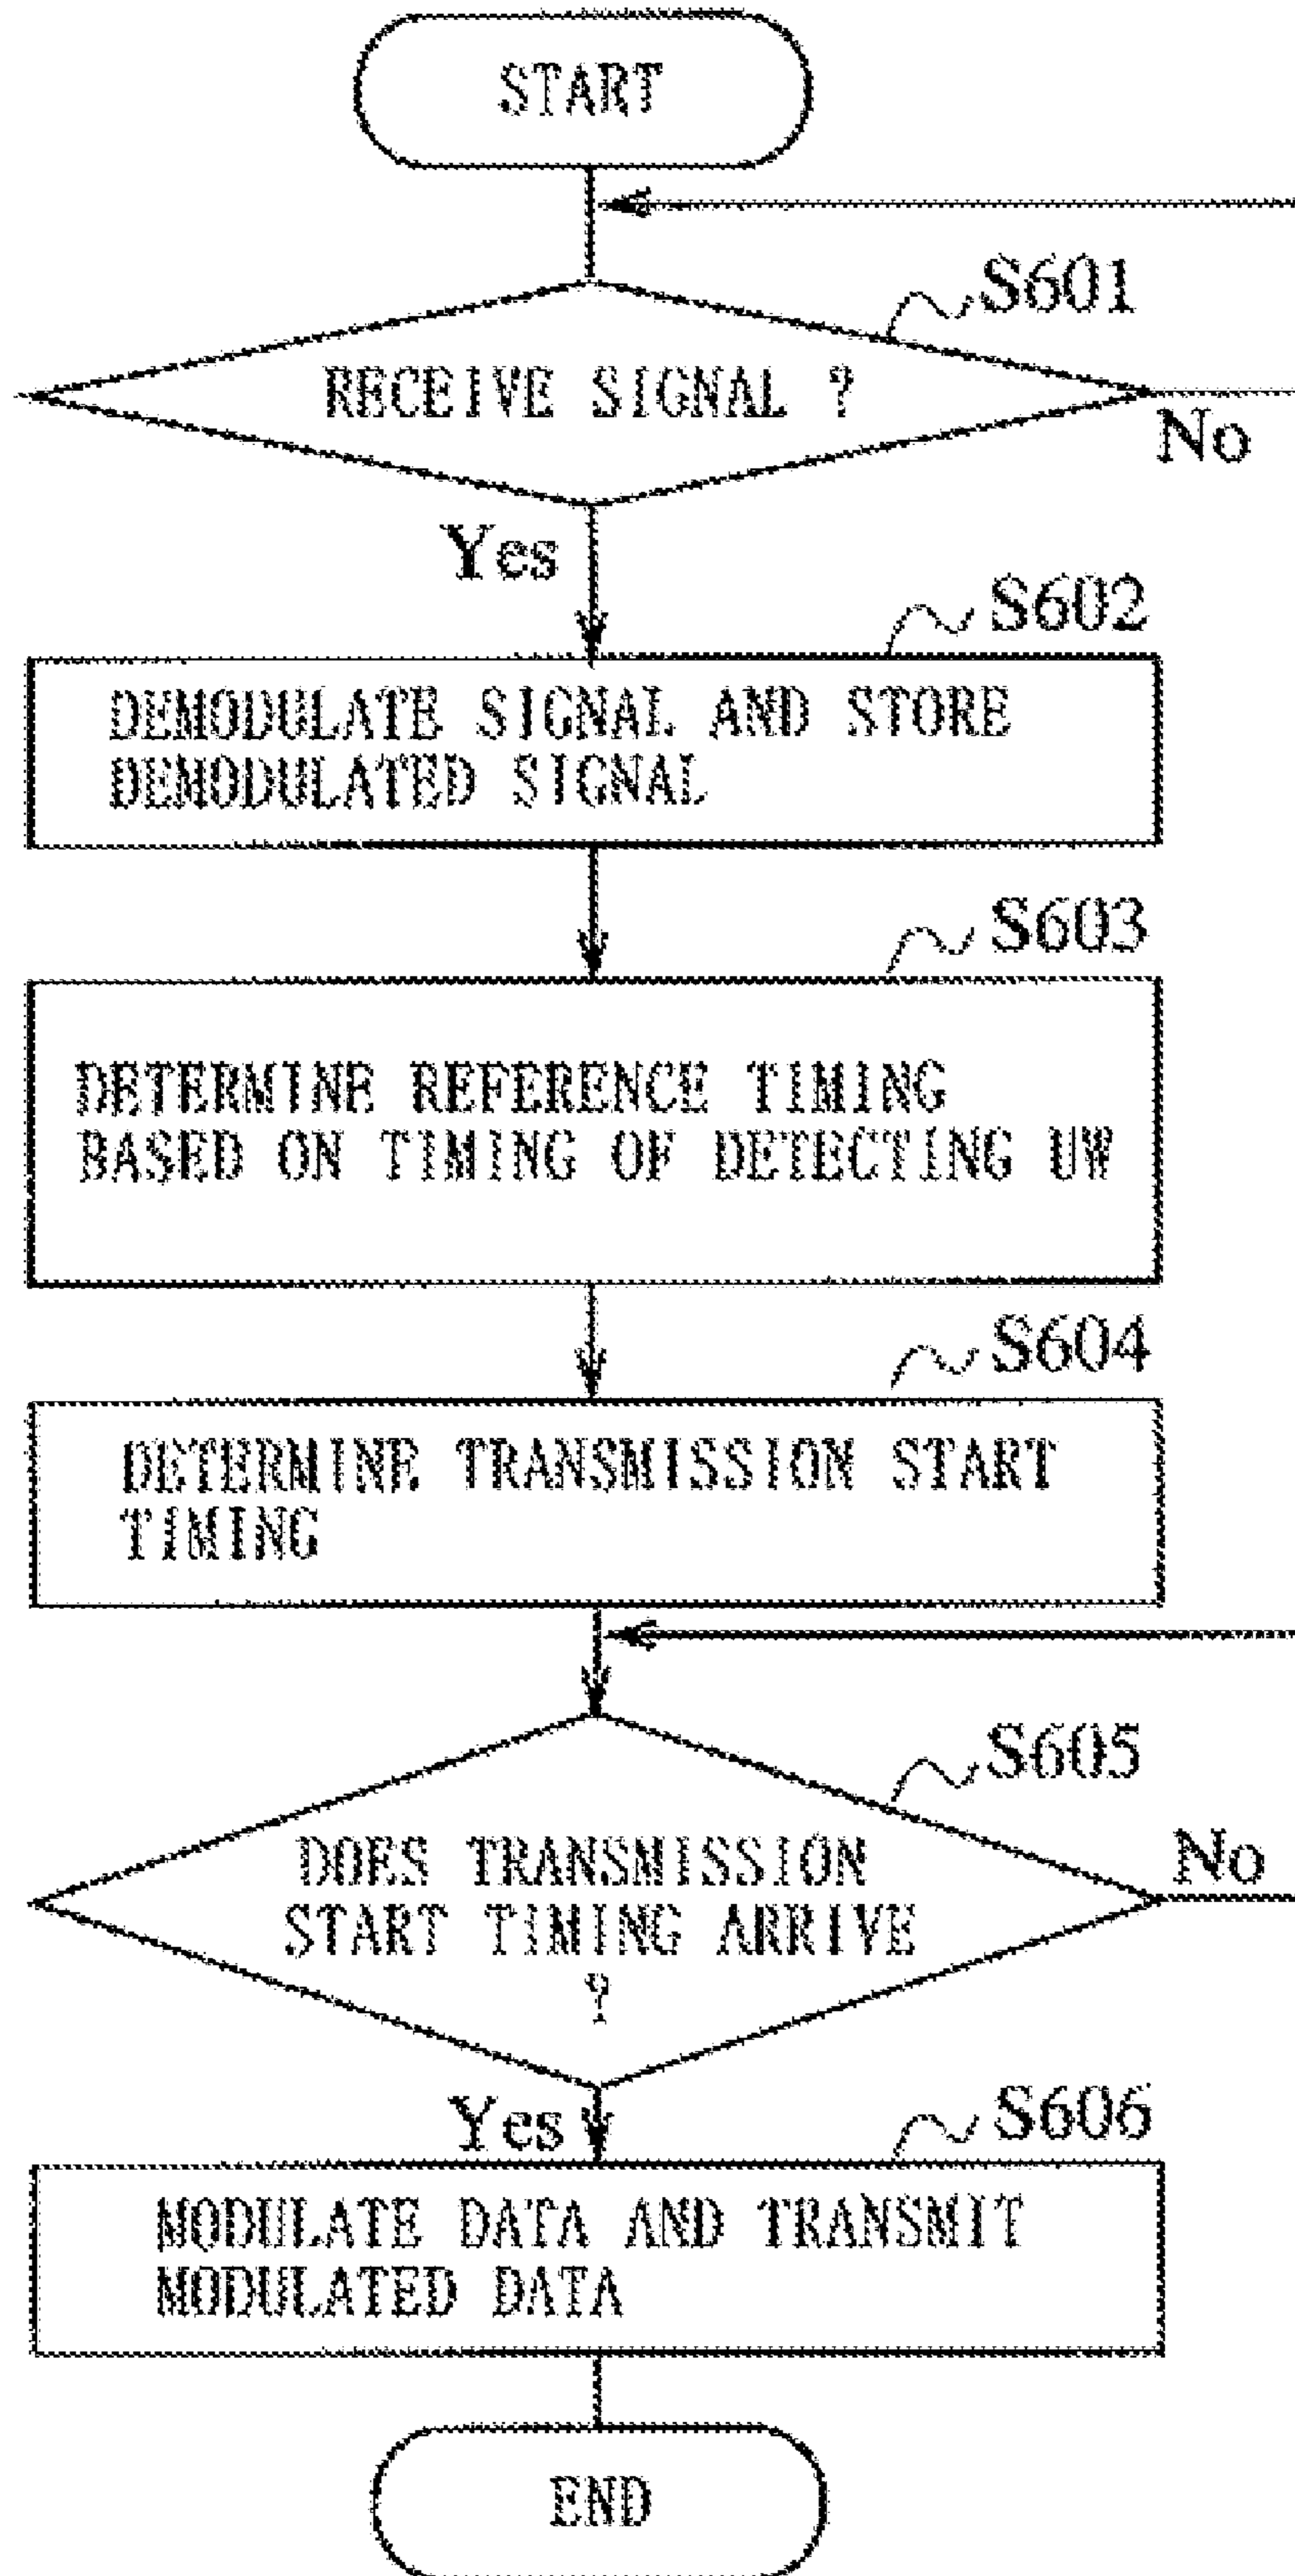 START
S601
RECEIVE SIGNAL ?
No
Yes
S602
DEMODULATE SIGNAL AND STORE
DEMODULATED SIGNAL
S603
DETERMINE REFERENCE TIMING
BASED ON TIMING OF DETECTING UW
S604
DETERMINE TRANSMISSION START
TIMING
S605
DOES TRANSMISSION
START TIMING ARRIVE
?
No
Yes
S606
MODULATE DATA AND TRANSMIT
MODULATED DATA
END